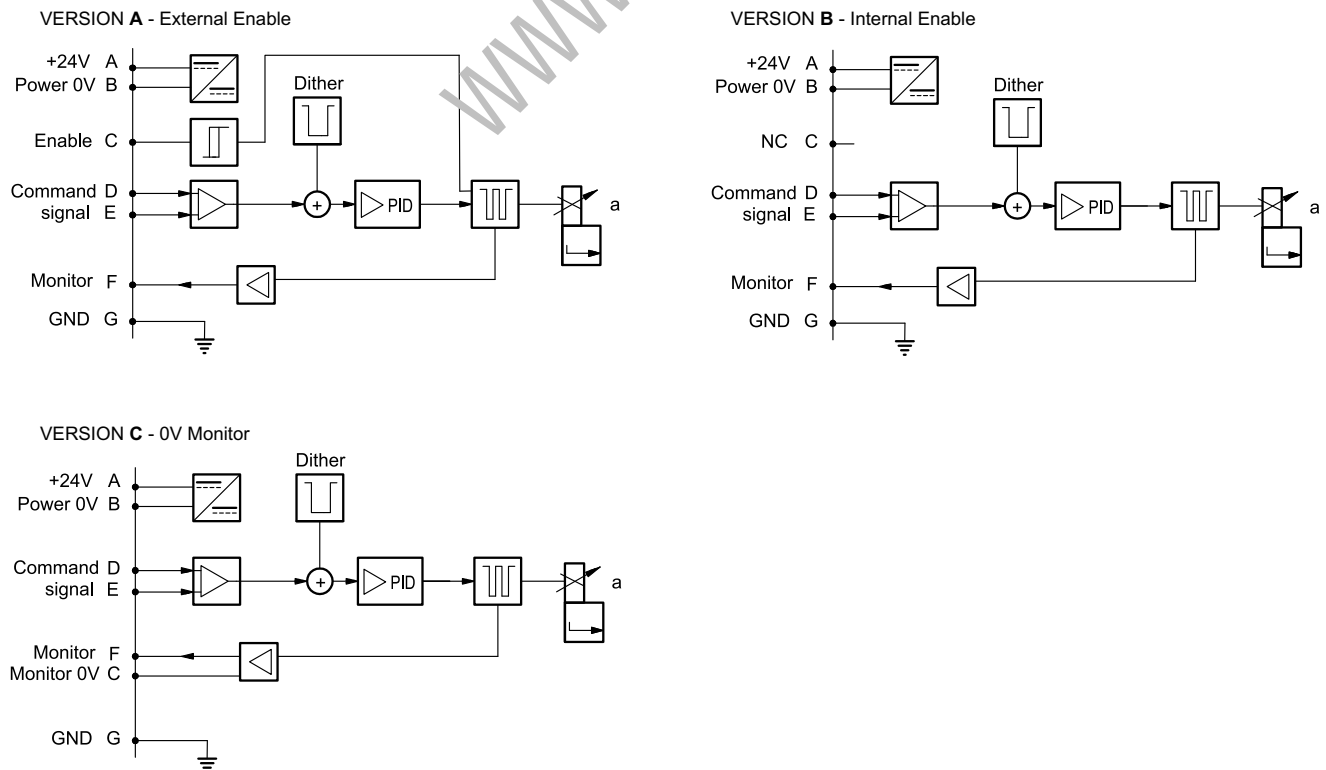 VERSION A - External Enable
+24V A
Power 0V B
Enable C
Command D
signal E
Monitor F
GND G
Dither
+
PID
a
VERSION B - Internal Enable
+24V A
Power 0V B
NC C
Command D
signal E
Monitor F
GND G
Dither
+
PID
a
VERSION C - 0V Monitor
+24V A
Power 0V B
Command D
signal E
Monitor F
Monitor 0V C
GND G
Dither
+
PID
a